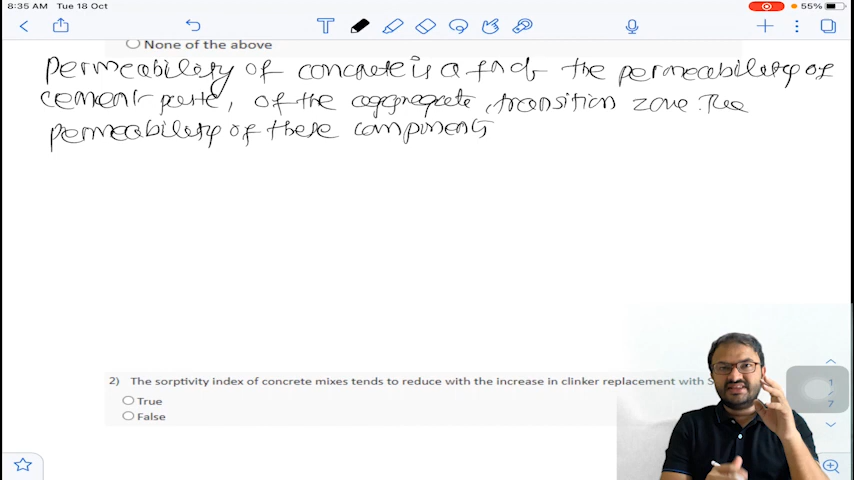 8:35 AM Tue 18 Oct
55%
None of the above
Permeability of concrete is a fn of the permeability of
cement paste, of the aggregate, transition zone. The
permeability of these components
2) The sorptivity index of concrete mixes tends to reduce with the increase in clinker replacement with S
True
False
1
7